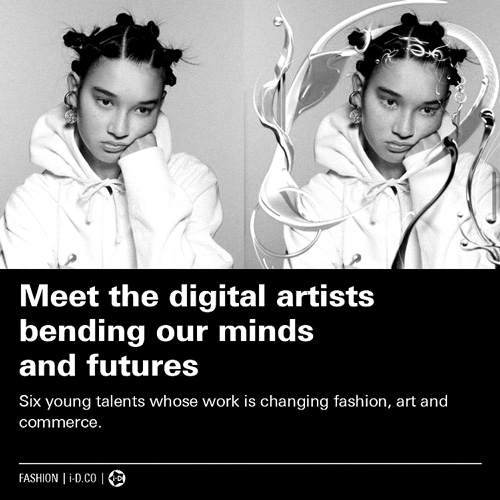 Meet the digital artists
bending our minds
and futures
Six young talents whose work is changing fashion, art and
commerce.
FASHION | i-D.CO | i-D